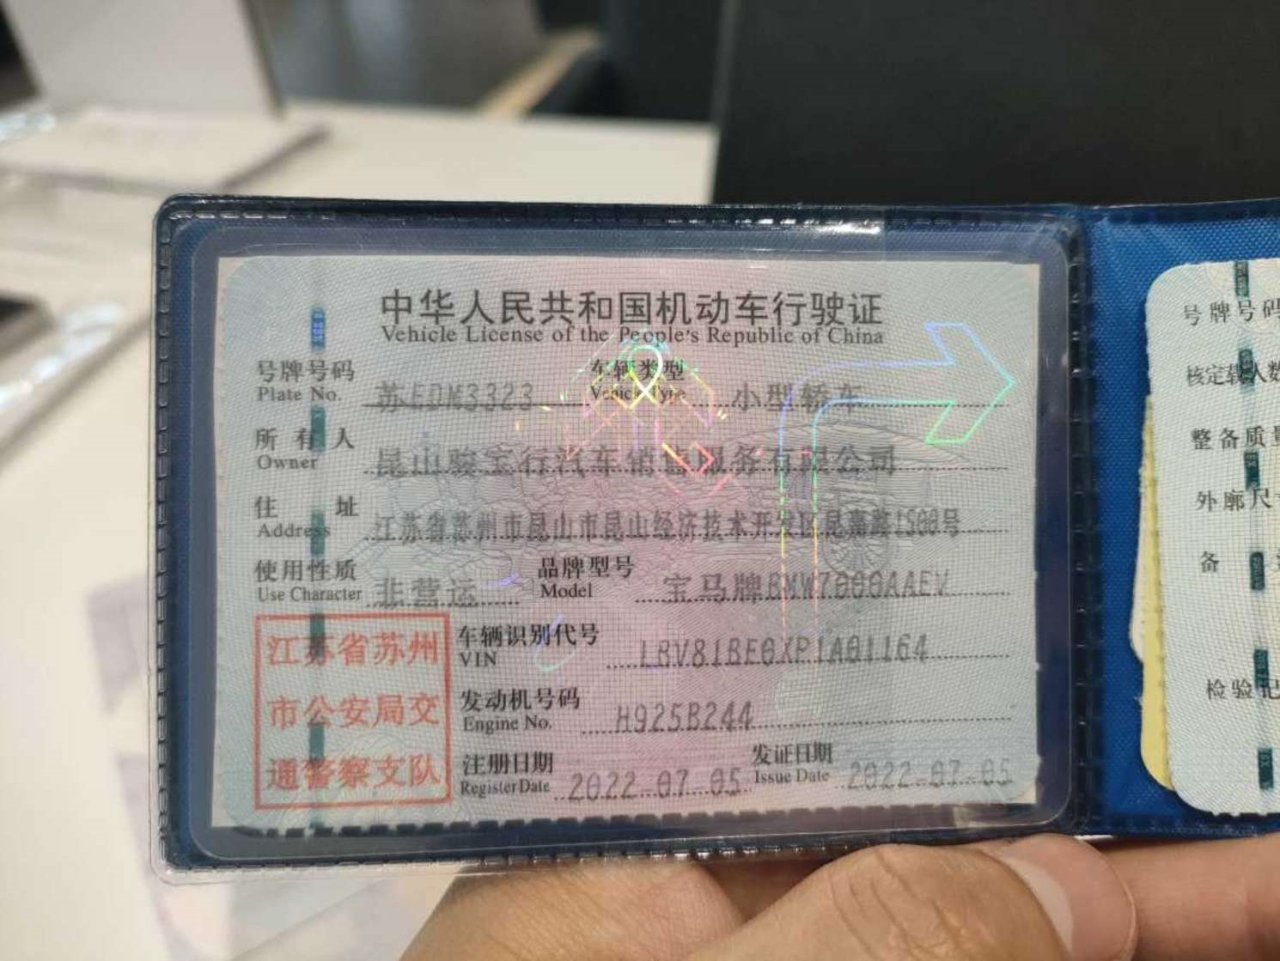 中华人民共和国机动车行驶证
Vehicle License of the People's Republic of China
号牌号码 苏EDM3323 车辆类型 小型轿车
Plate No. Vehicle Type
所有人 昆山骏宝行汽车销售服务有限公司
Owner
住址 江苏省苏州市昆山市昆山经济技术开发区昆嘉路1500号
Address
使用性质 非营运 品牌型号 宝马牌BMW7000AAEV
Use Character Model
江苏省苏州
市公安局交
通警察支队
车辆识别代号 LBV81BE0XP1A01164
VIN
发动机号码 H925B244
Engine No.
注册日期 2022-07-05 发证日期 2022-07-05
Register Date Issue Date
号牌号码
核定载人数
整备质量
外廓尺
备
检验记